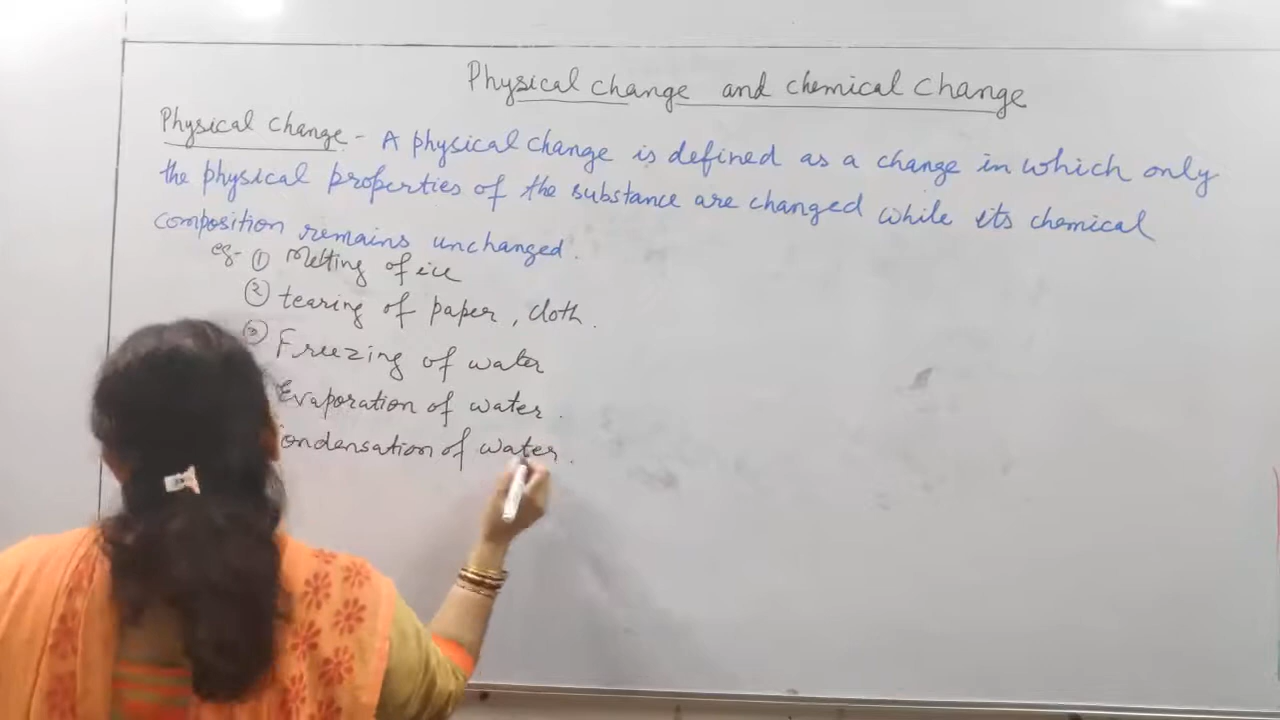 Physical change and chemical change
Physical change - A physical change is defined as a change in which only
the physical properties of the substance are changed while its chemical
composition remains unchanged.
eg- ① Melting of ice
② tearing of paper, cloth.
③ Freezing of water
Evaporation of water.
ondensation of water.